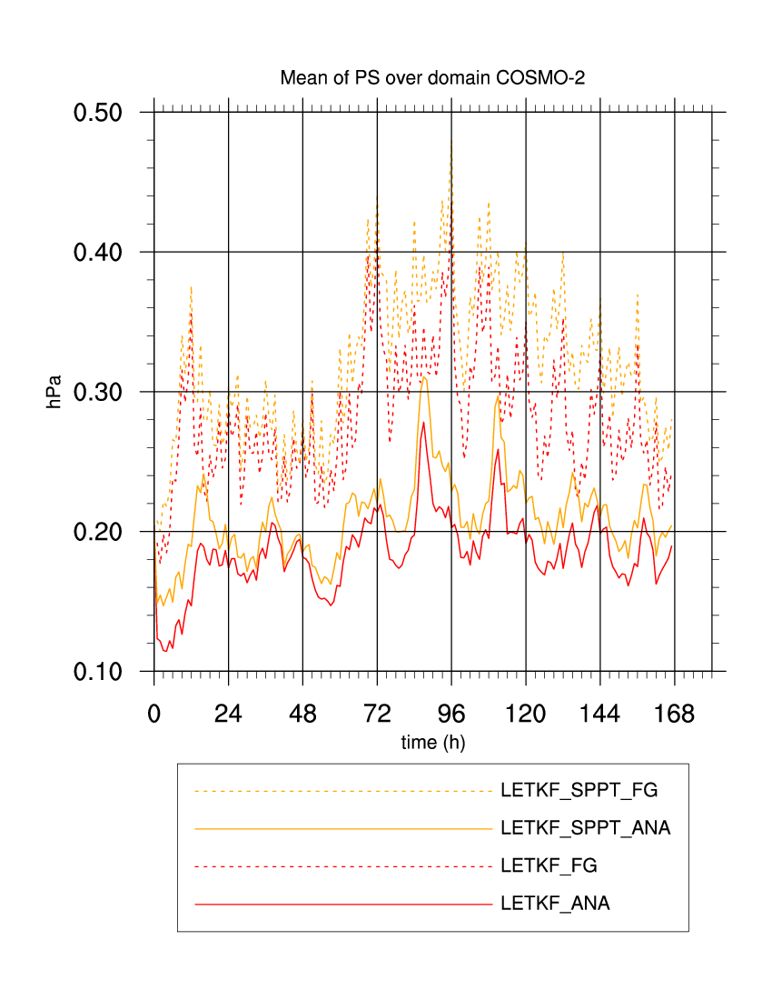 Mean of PS over domain COSMO-2
0.50
0.40
0.30
0.20
0.10
hPa
0 24 48 72 96 120 144 168
time (h)
LETKF_SPPT_FG
LETKF_SPPT_ANA
LETKF_FG
LETKF_ANA